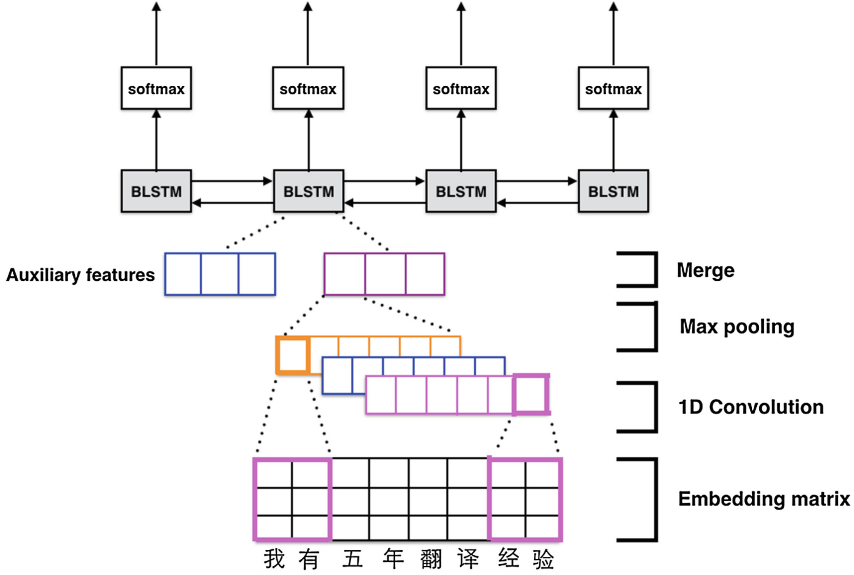 softmax softmax softmax softmax
BLSTM BLSTM BLSTM BLSTM
Auxiliary features
Merge
Max pooling
1D Convolution
Embedding matrix
我 有 五 年 翻 译 经 验